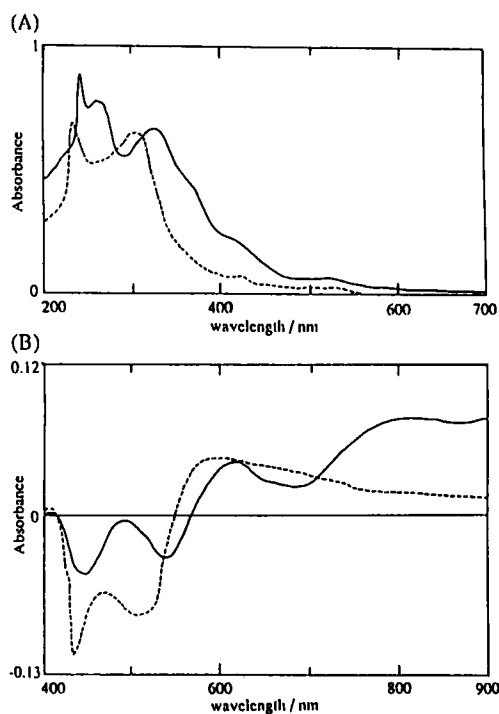 (A)
1
Absorbance
0
200 400 600 700
wavelength / nm
(B)
0.12
Absorbance
0
-0.13
400 600 700 800 900
wavelength / nm